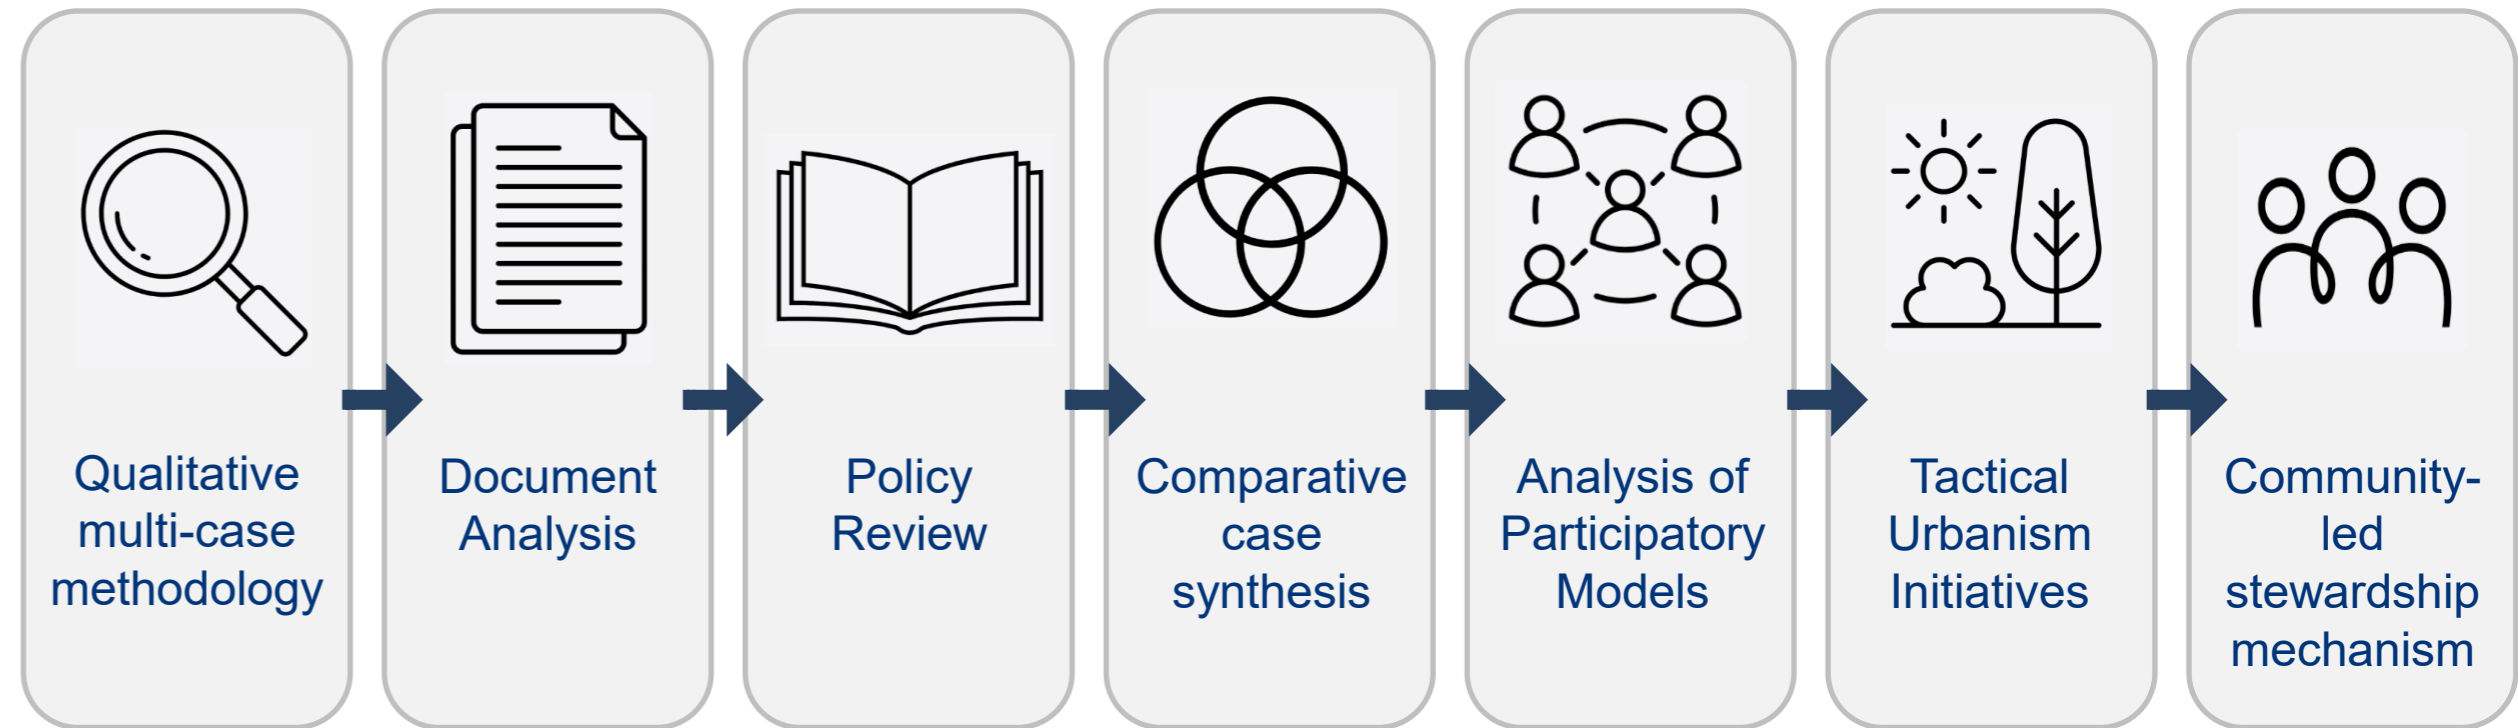 Qualitative
multi-case
methodology
Document
Analysis
Policy
Review
Comparative
case
synthesis
Analysis of
Participatory
Models
Tactical
Urbanism
Initiatives
Community-
led
stewardship
mechanism